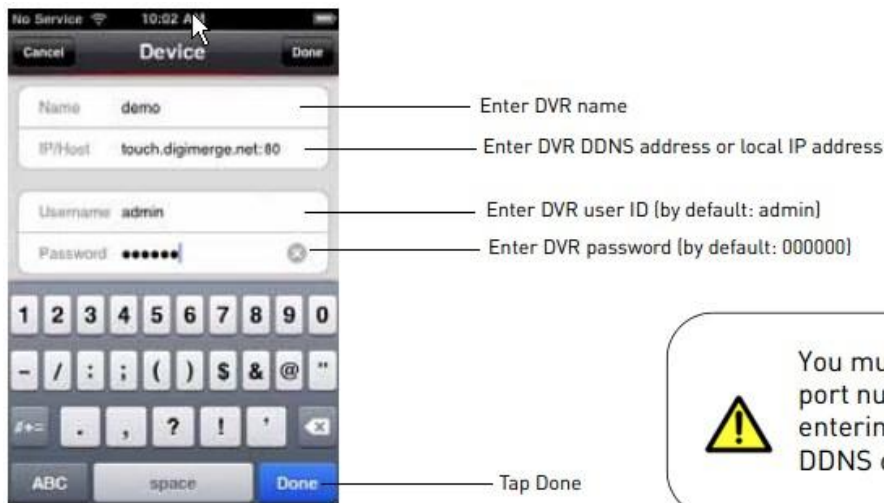 No Service 10:02 AM
Cancel Device Done
Name demo
Enter DVR name
IP/Host touch.digimerge.net:80
Enter DVR DDNS address or local IP address
Username admin
Enter DVR user ID (by default: admin)
Password ••••••
Enter DVR password (by default: 000000)
1 2 3 4 5 6 7 8 9 0
- / : ; ( ) $ & @ "
#+= . , ? ! '
ABC space Done
Tap Done
You mu
port nu
enterin
DDNS